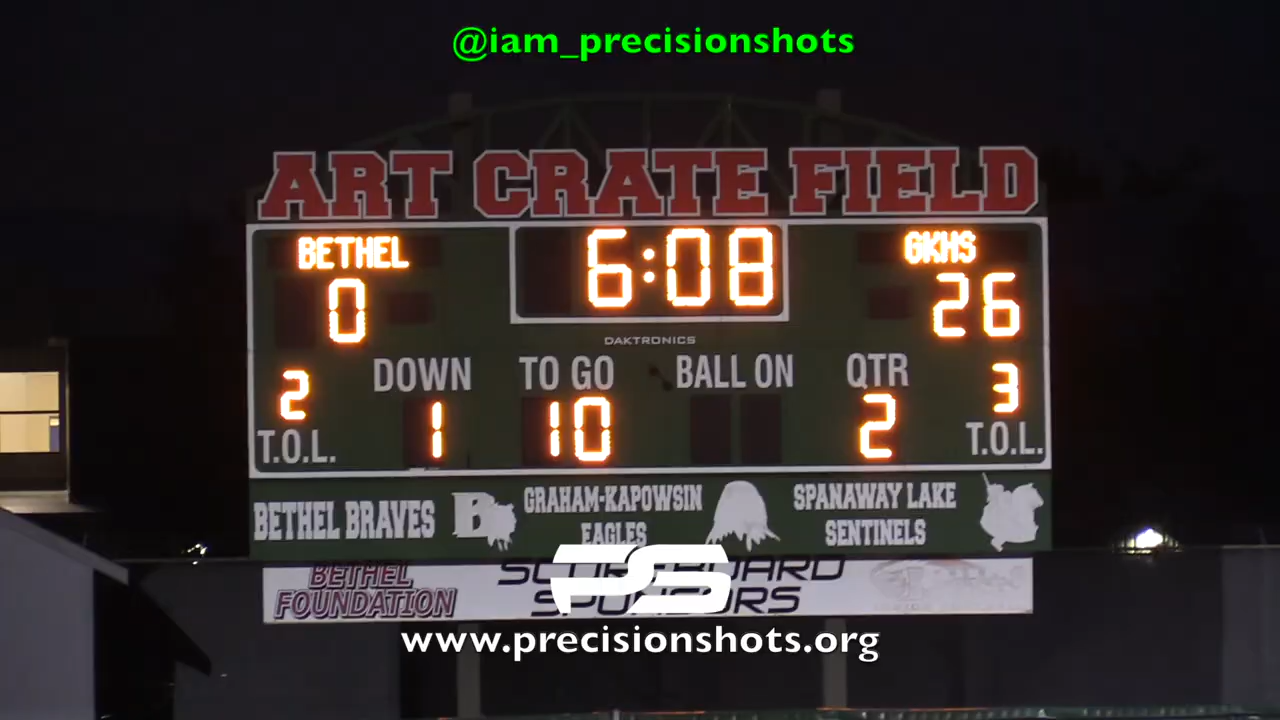 @iam_precisionshots
ART CRATE FIELD
BETHEL 6:08 GKHS
0 26
DAKTRONICS
DOWN TO GO BALL ON QTR
2 1 10 2 3
T.O.L. T.O.L.
BETHEL BRAVES B GRAHAM-KAPOWSIN EAGLES SPANAWAY LAKE SENTINELS
BETHEL FOUNDATION SCOREBOARD SPONSORS
PS
www.precisionshots.org